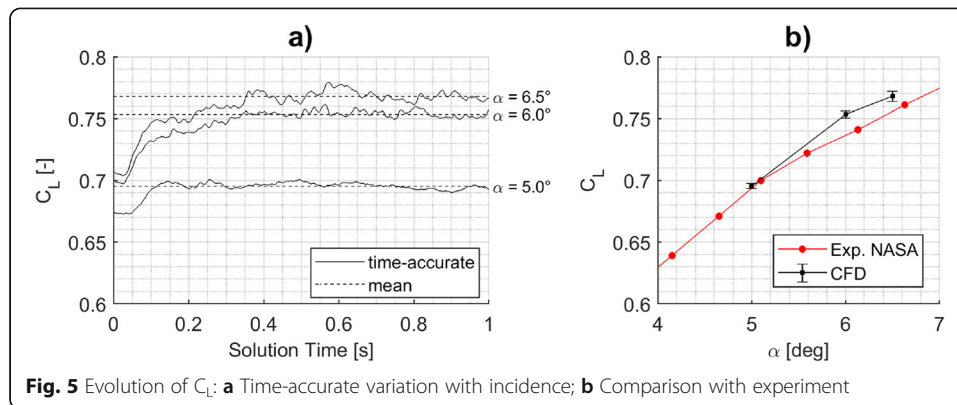 a)
0.8
0.75
0.7
0.65
0.6
C_L [-]
α = 6.5°
α = 6.0°
α = 5.0°
time-accurate
mean
0 0.2 0.4 0.6 0.8 1
Solution Time [s]
b)
0.8
0.75
0.7
0.65
0.6
C_L
Exp. NASA
CFD
4 5 6 7
α [deg]
Fig. 5 Evolution of C_L: a Time-accurate variation with incidence; b Comparison with experiment